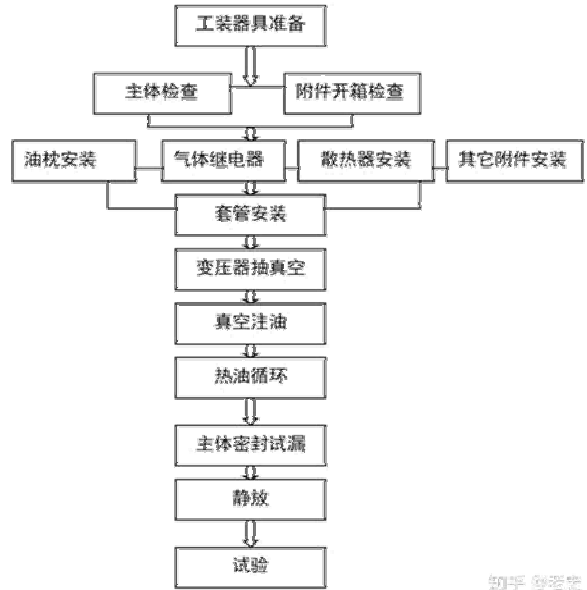 工装器具准备
主体检查
附件开箱检查
油枕安装
气体继电器
散热器安装
其它附件安装
套管安装
变压器抽真空
真空注油
热油循环
主体密封试漏
静放
试验
知乎